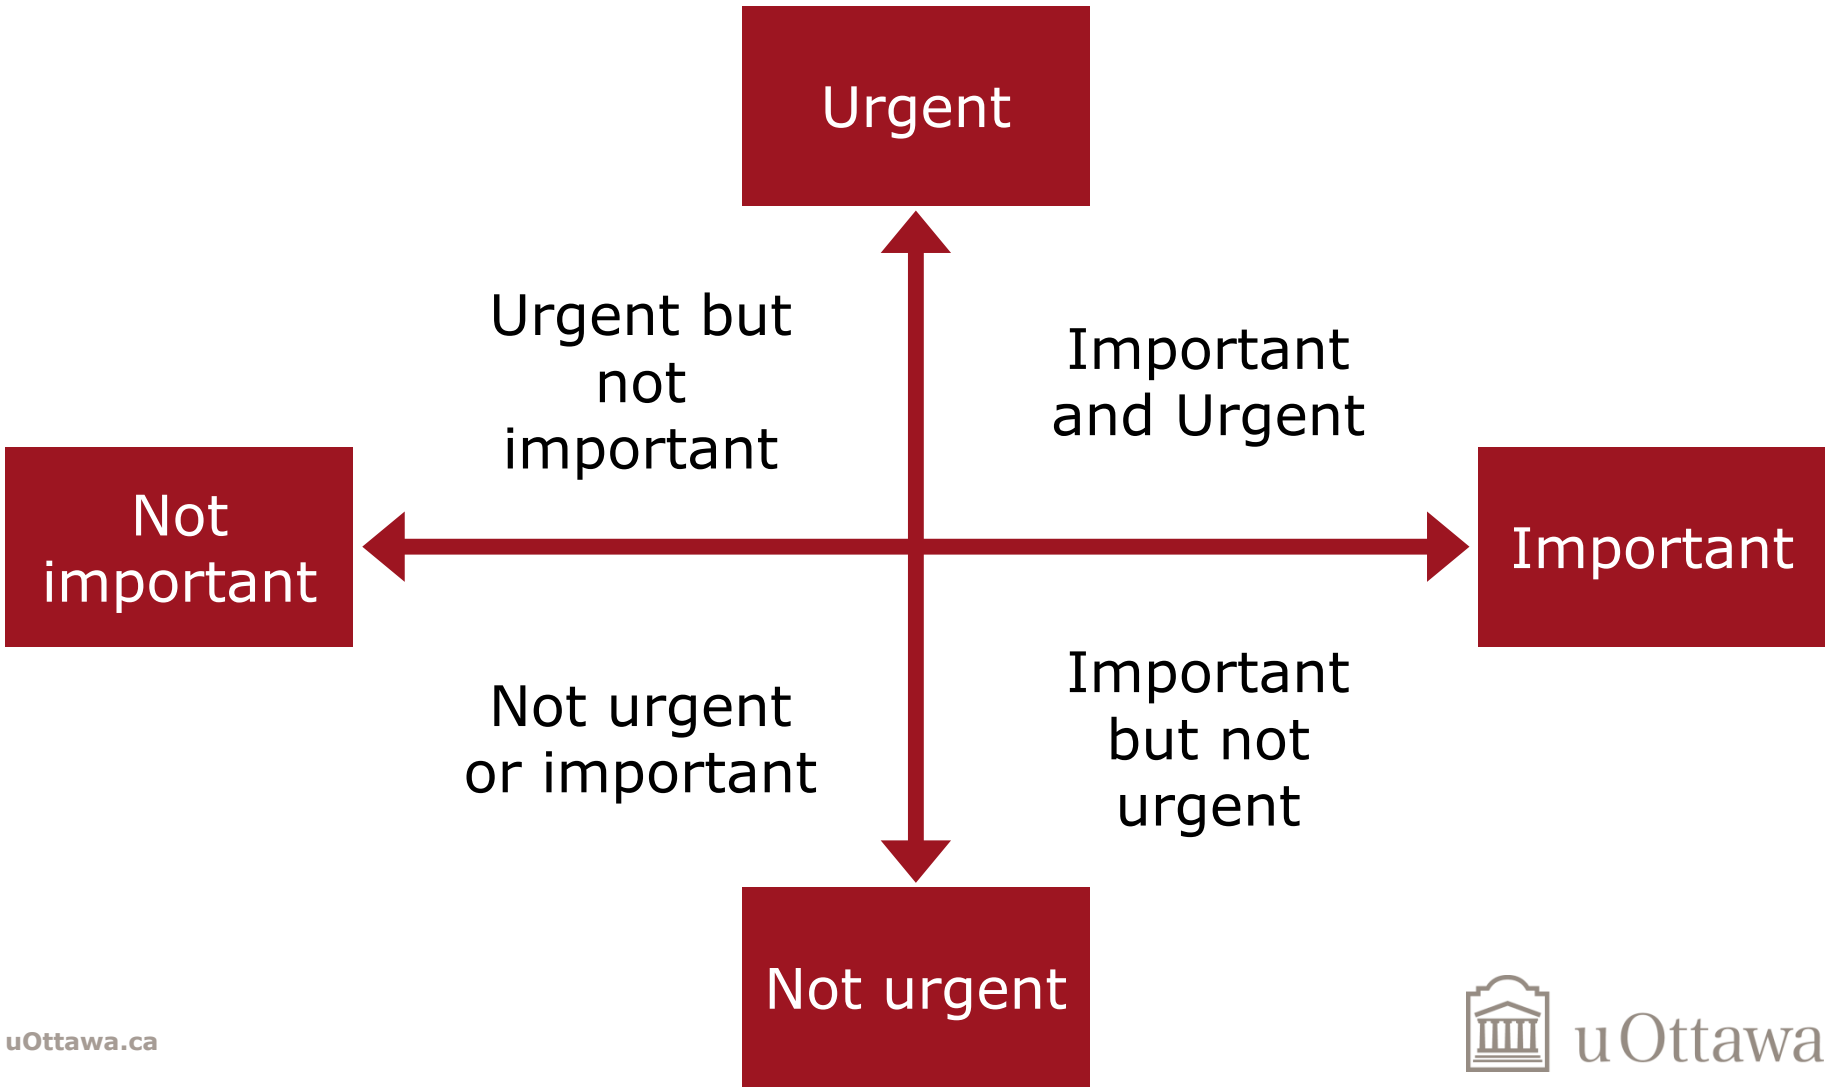 Urgent
Urgent but
not
important
Important
and Urgent
Not
important
Important
Not urgent
or important
Important
but not
urgent
Not urgent
uOttawa.ca
uOttawa